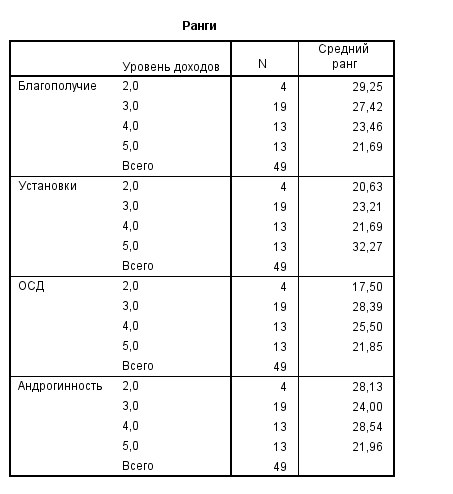 Ранги
Уровень доходов N Средний ранг
Благополучие 2,0 4 29,25
3,0 19 27,42
4,0 13 23,46
5,0 13 21,69
Всего 49
Установки 2,0 4 20,63
3,0 19 23,21
4,0 13 21,69
5,0 13 32,27
Всего 49
ОСД 2,0 4 17,50
3,0 19 28,39
4,0 13 25,50
5,0 13 21,85
Всего 49
Андрогинность 2,0 4 28,13
3,0 19 24,00
4,0 13 28,54
5,0 13 21,96
Всего 49